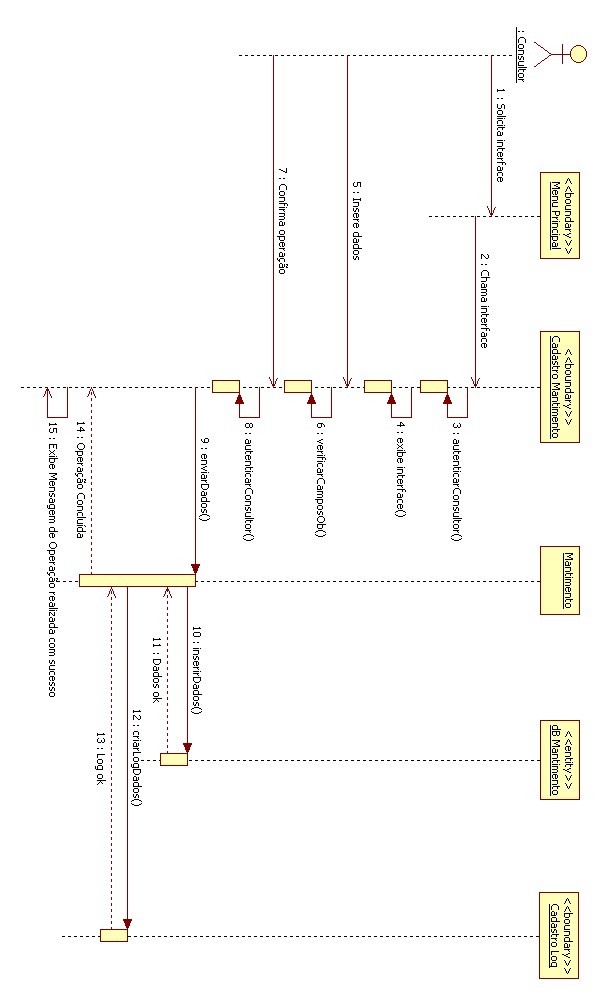 : Consultor
<<boundary>>
Menu Principal
<<boundary>>
Cadastro Mantimento
Mantimento
<<entity>>
dB Mantimento
<<boundary>>
Cadastro Log
1 : Solicita interface
2 : Chama interface
3 : autenticarConsultor()
4 : exibe interface()
5 : Insere dados
6 : verificarCamposOb()
7 : Confirma operação
8 : autenticarConsultor()
9 : enviarDados()
10 : inserirDados()
11 : Dados ok
12 : criarLogDados()
13 : Log ok
14 : Operação Concluída
15 : Exibe Mensagem de Operação realizada com sucesso